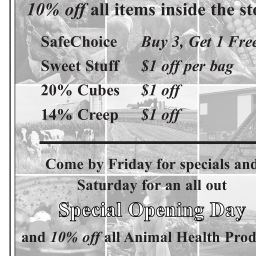 10% off all items inside the sto
SafeChoice Buy 3, Get 1 Free
Sweet Stuff $1 off per bag
20% Cubes $1 off
14% Creep $1 off
Come by Friday for specials and
Saturday for an all out
Special Opening Day
and 10% off all Animal Health Prod